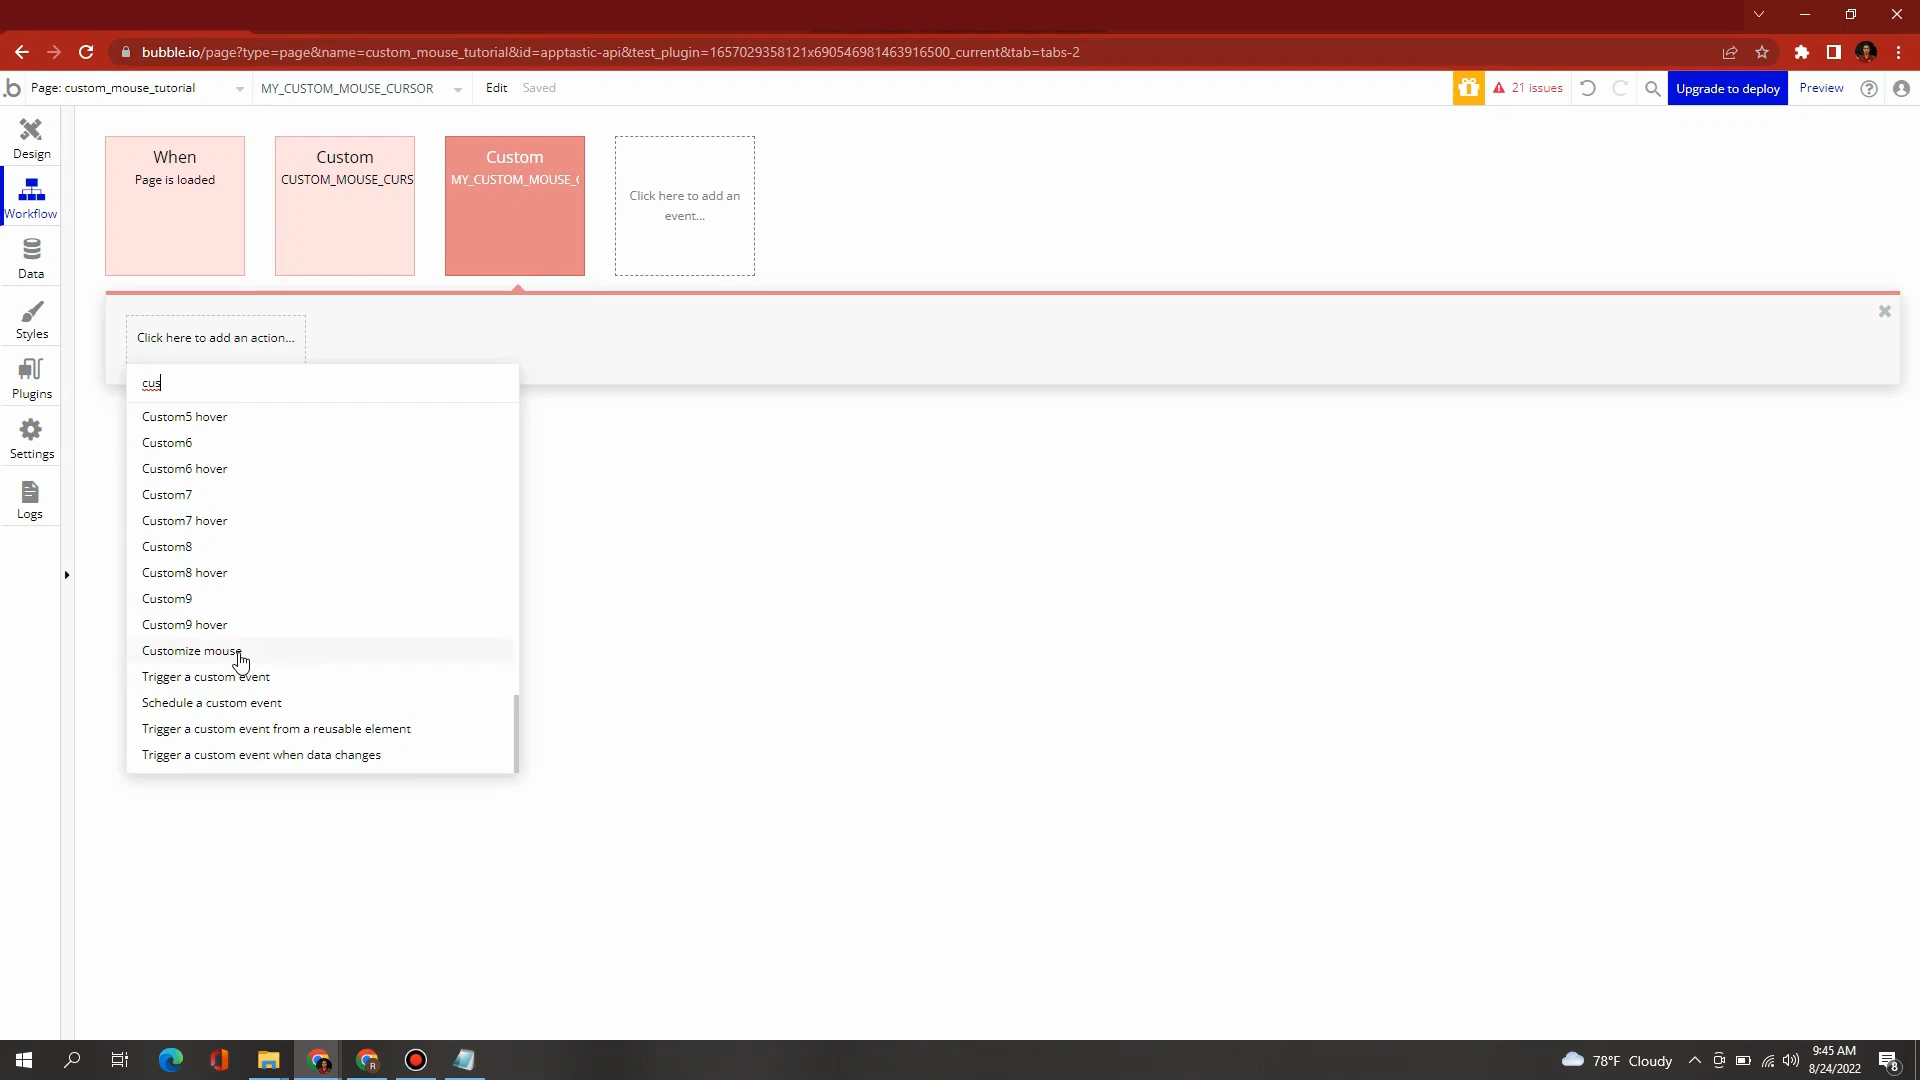 bubble.io/page?type=page&name=custom_mouse_tutorial&id=apptastic-api&test_plugin=1657029358121x690546981463916500_current&tab=tabs-2
Page: custom_mouse_tutorial
MY_CUSTOM_MOUSE_CURSOR
Edit
Saved
21 issues
Upgrade to deploy
Preview
Design
Workflow
Data
Styles
Plugins
Settings
Logs
When
Page is loaded
Custom
CUSTOM_MOUSE_CURS
Custom
MY_CUSTOM_MOUSE_C
Click here to add an
event...
Click here to add an action...
cus
Custom5 hover
Custom6
Custom6 hover
Custom7
Custom7 hover
Custom8
Custom8 hover
Custom9
Custom9 hover
Customize mouse
Trigger a custom event
Schedule a custom event
Trigger a custom event from a reusable element
Trigger a custom event when data changes
78°F Cloudy
9:45 AM
8/24/2022
8